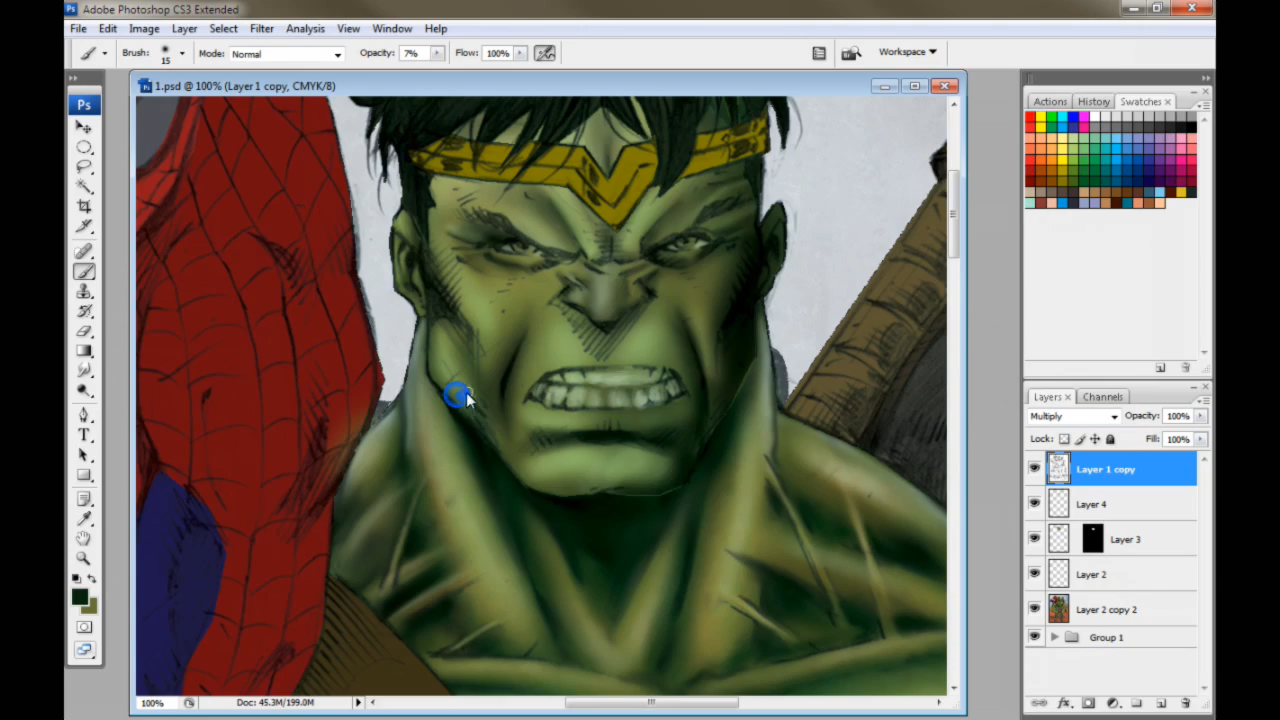 Ps Adobe Photoshop CS3 Extended
File Edit Image Layer Select Filter Analysis View Window Help
Brush: 15 Mode: Normal Opacity: 7% Flow: 100% Workspace
1.psd @ 100% (Layer 1 copy, CMYK/8)
Ps
T
100% Doc: 45.3M/199.0M
Actions History Swatches
Layers Channels
Multiply Opacity: 100%
Lock: Fill: 100%
Layer 1 copy
Layer 4
Layer 3
Layer 2
Layer 2 copy 2
Group 1
fx